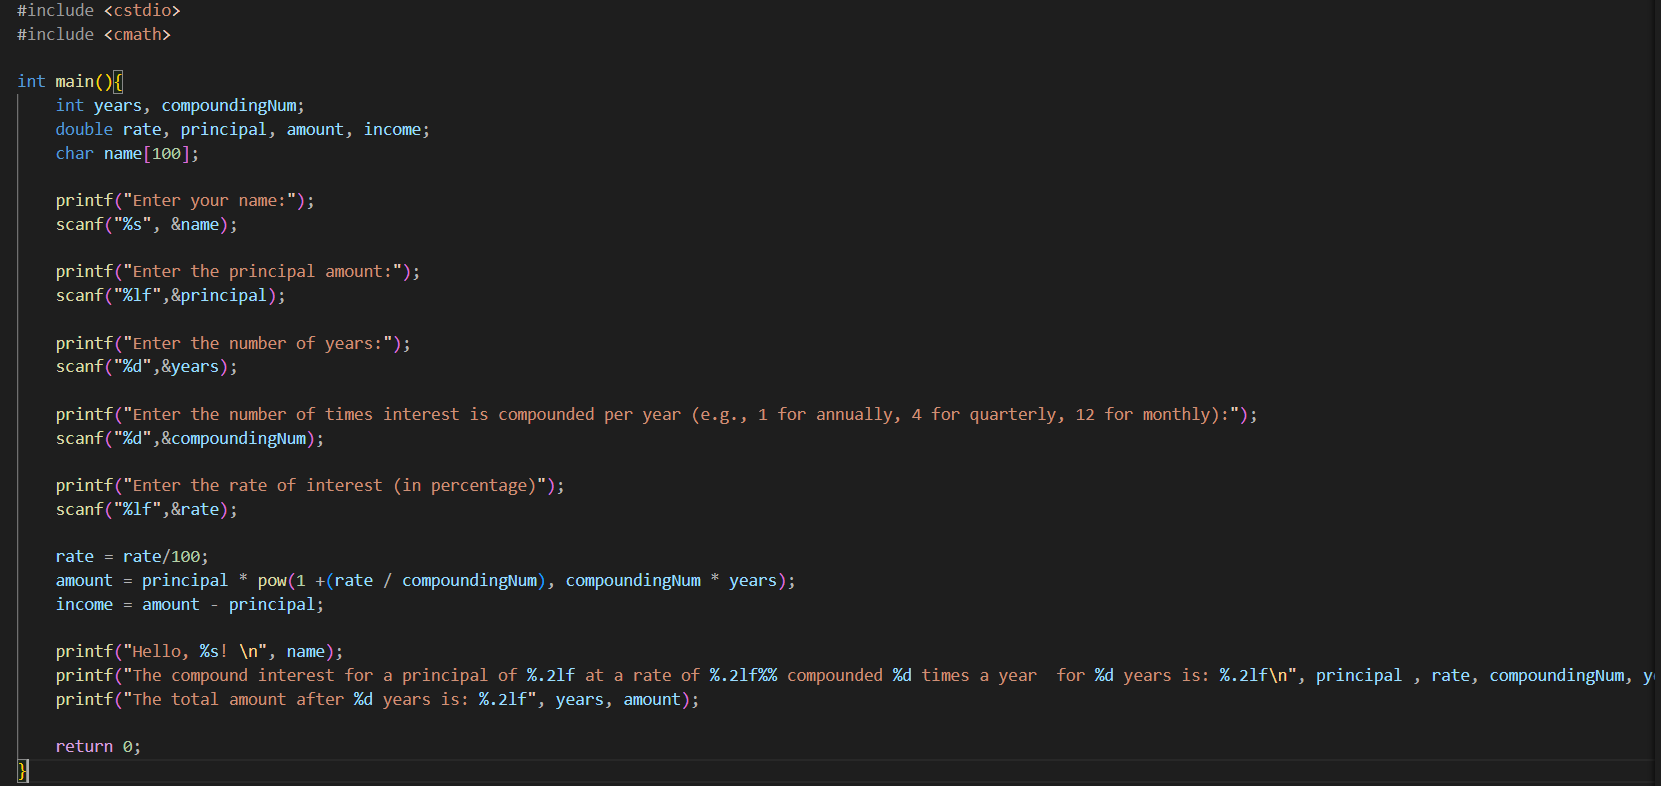 #include <cstdio>
#include <cmath>
int main(){
int years, compoundingNum;
double rate, principal, amount, income;
char name[100];
printf("Enter your name:");
scanf("%s", &name);
printf("Enter the principal amount:");
scanf("%lf",&principal);
printf("Enter the number of years:");
scanf("%d",&years);
printf("Enter the number of times interest is compounded per year (e.g., 1 for annually, 4 for quarterly, 12 for monthly):");
scanf("%d",&compoundingNum);
printf("Enter the rate of interest (in percentage)");
scanf("%lf",&rate);
rate = rate/100;
amount = principal * pow(1 +(rate / compoundingNum), compoundingNum * years);
income = amount - principal;
printf("Hello, %s! \n", name);
printf("The compound interest for a principal of %.2lf at a rate of %.2lf%% compounded %d times a year  for %d years is: %.2lf\n", principal , rate, compoundingNum,
printf("The total amount after %d years is: %.2lf", years, amount);
return 0;
}